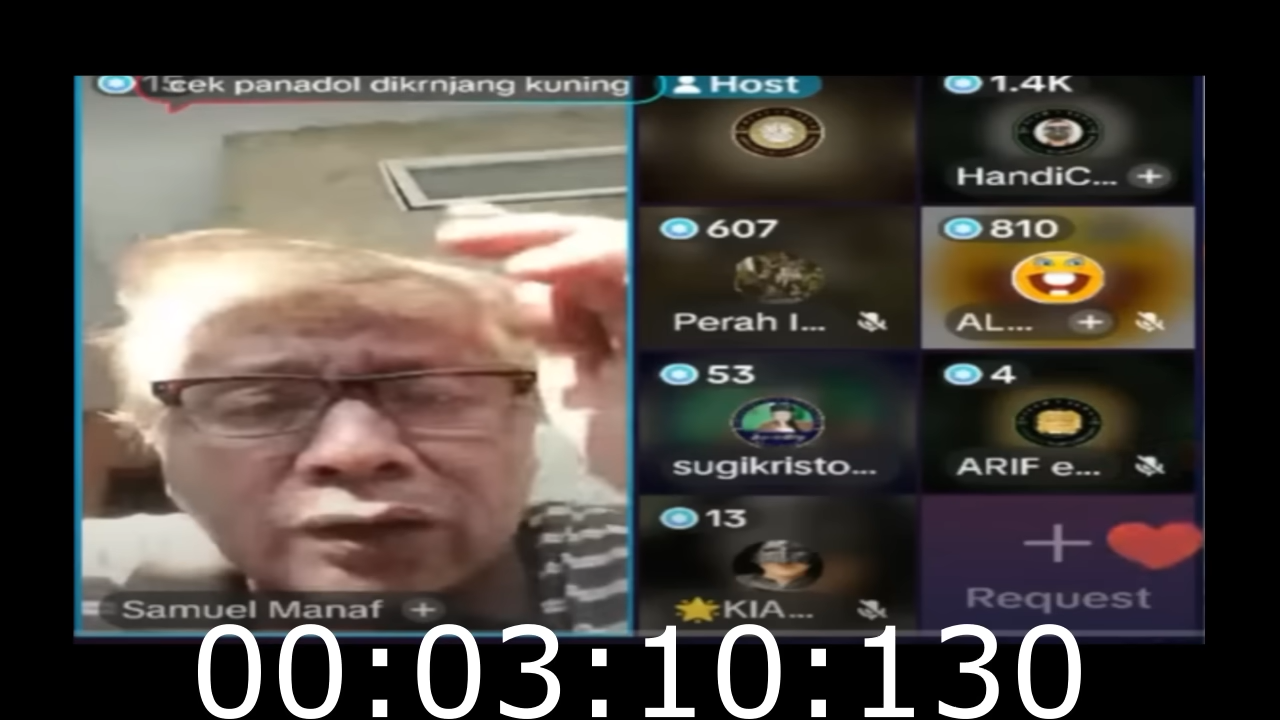 cek panadol dikrnjang kuning
Host
1.4K
HandiC...
607
810
Perah I...
AL...
53
4
sugikristo...
ARIF e...
13
KIA...
Request
Samuel Manaf
00:03:10:130